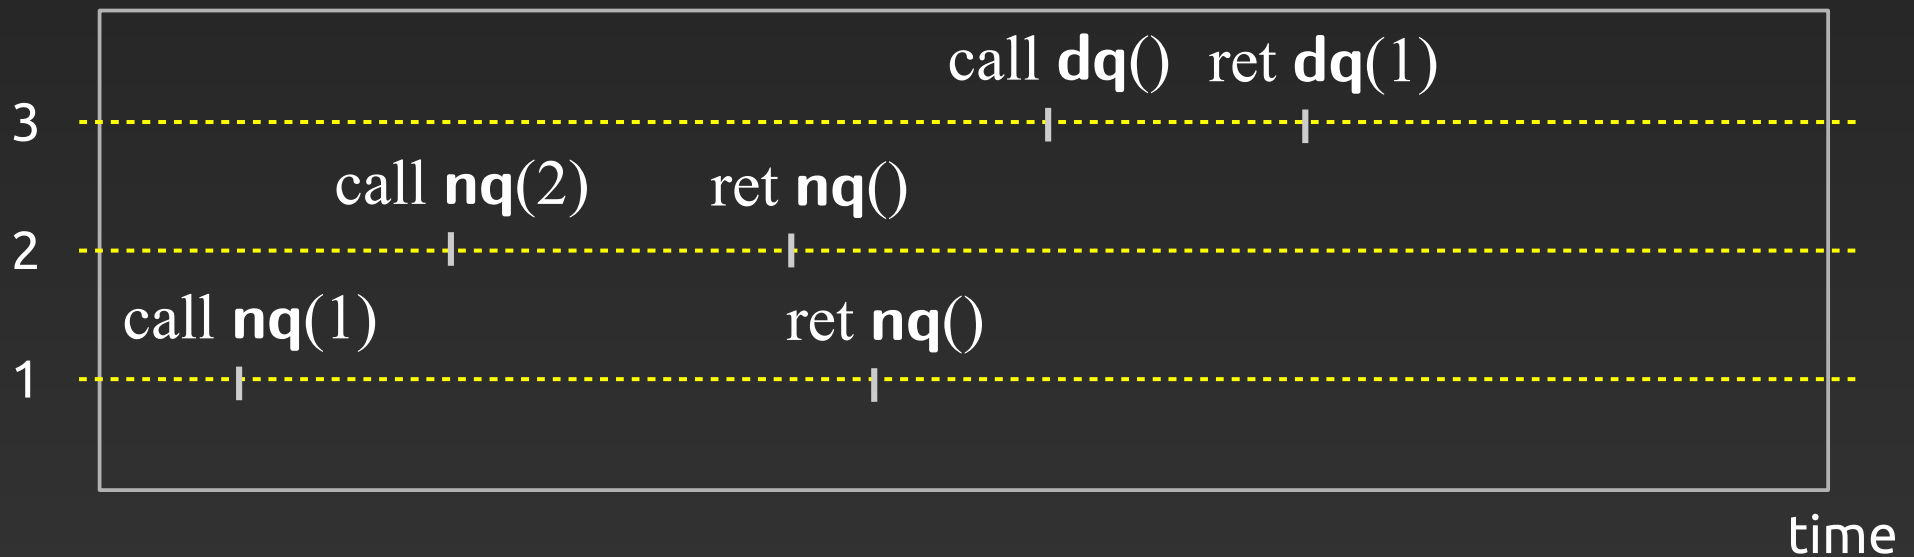 call dq() ret dq(1)
3
call nq(2) ret nq()
2
call nq(1) ret nq()
1
time